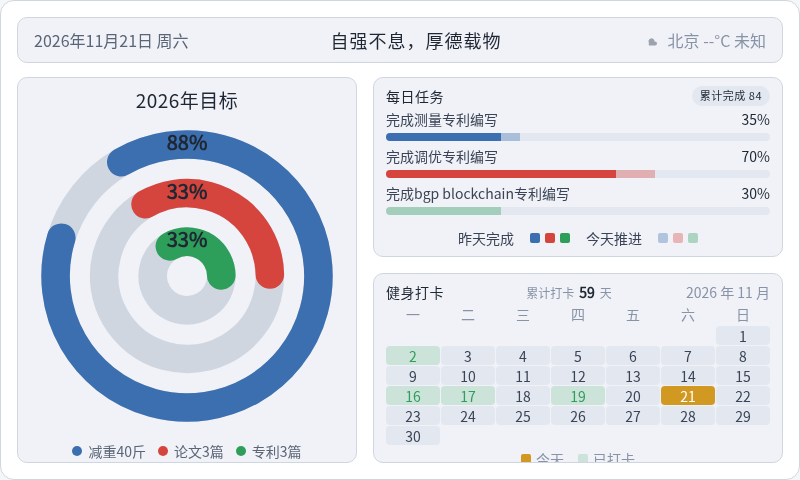 2026年11月21日 周六
自强不息，厚德载物
北京 --°C 未知
2026年目标
88%
33%
33%
减重40斤 论文3篇 专利3篇
每日任务
累计完成 84
完成测量专利编写 35%
完成调优专利编写 70%
完成bgp blockchain专利编写 30%
昨天完成 今天推进
健身打卡 累计打卡 59 天 2026 年 11 月
一 二 三 四 五 六 日
1
2 3 4 5 6 7 8
9 10 11 12 13 14 15
16 17 18 19 20 21 22
23 24 25 26 27 28 29
30
今天 已打卡